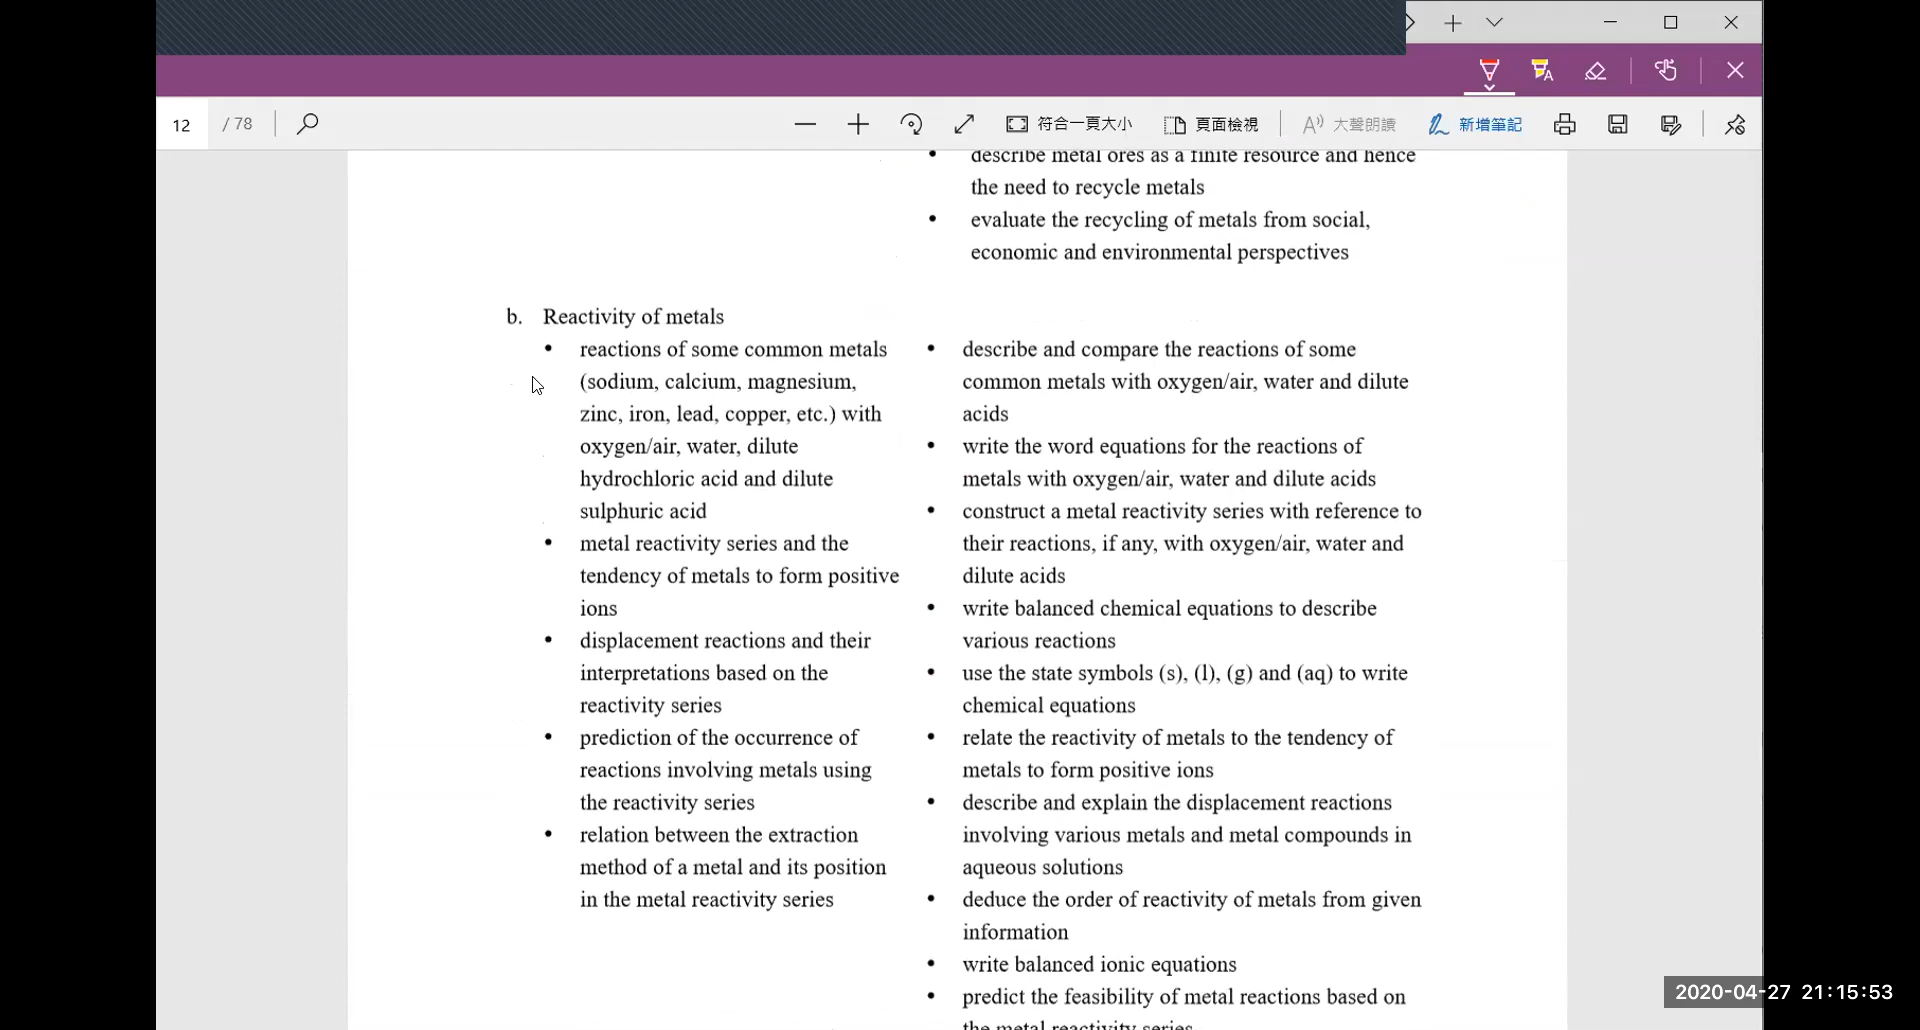 12 / 78
符合一頁大小
頁面檢視
大聲朗讀
新增筆記
• describe metal ores as a finite resource and hence
the need to recycle metals
• evaluate the recycling of metals from social,
economic and environmental perspectives
b. Reactivity of metals
• reactions of some common metals
(sodium, calcium, magnesium,
zinc, iron, lead, copper, etc.) with
oxygen/air, water, dilute
hydrochloric acid and dilute
sulphuric acid
• metal reactivity series and the
tendency of metals to form positive
ions
• displacement reactions and their
interpretations based on the
reactivity series
• prediction of the occurrence of
reactions involving metals using
the reactivity series
• relation between the extraction
method of a metal and its position
in the metal reactivity series
• describe and compare the reactions of some
common metals with oxygen/air, water and dilute
acids
• write the word equations for the reactions of
metals with oxygen/air, water and dilute acids
• construct a metal reactivity series with reference to
their reactions, if any, with oxygen/air, water and
dilute acids
• write balanced chemical equations to describe
various reactions
• use the state symbols (s), (l), (g) and (aq) to write
chemical equations
• relate the reactivity of metals to the tendency of
metals to form positive ions
• describe and explain the displacement reactions
involving various metals and metal compounds in
aqueous solutions
• deduce the order of reactivity of metals from given
information
• write balanced ionic equations
• predict the feasibility of metal reactions based on
the metal reactivity series
2020-04-27 21:15:53